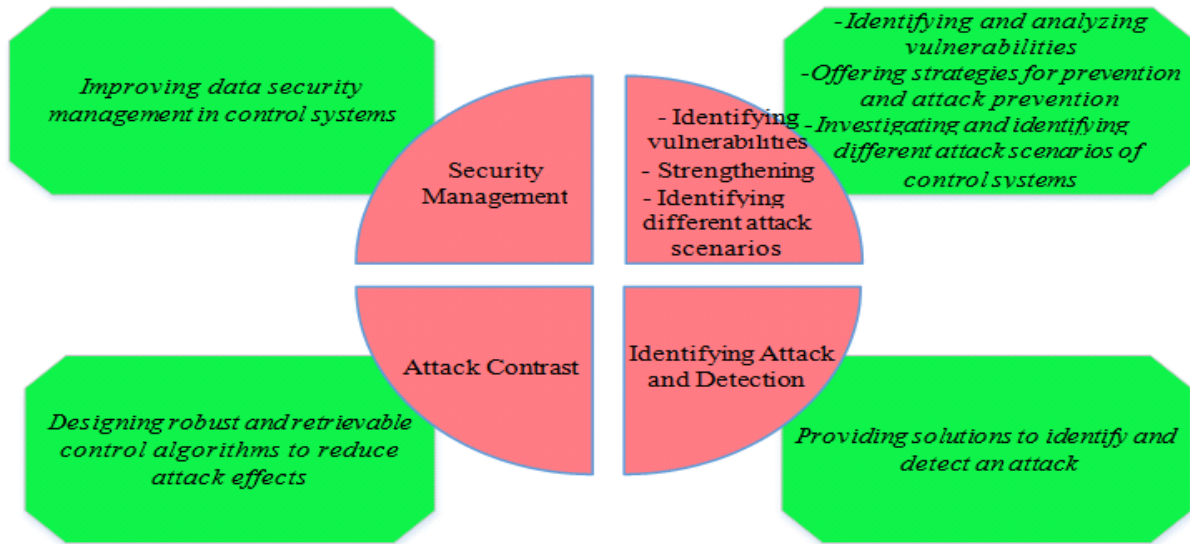 Improving data security
management in control systems
- Identifying and analyzing
vulnerabilities
-Offering strategies for prevention
and attack prevention
- Investigating and identifying
different attack scenarios of
control systems
Security
Management
- Identifying
vulnerabilities
- Strengthening
- Identifying
different attack
scenarios
Attack Contrast
Identifying Attack
and Detection
Designing robust and retrievable
control algorithms to reduce
attack effects
Providing solutions to identify and
detect an attack